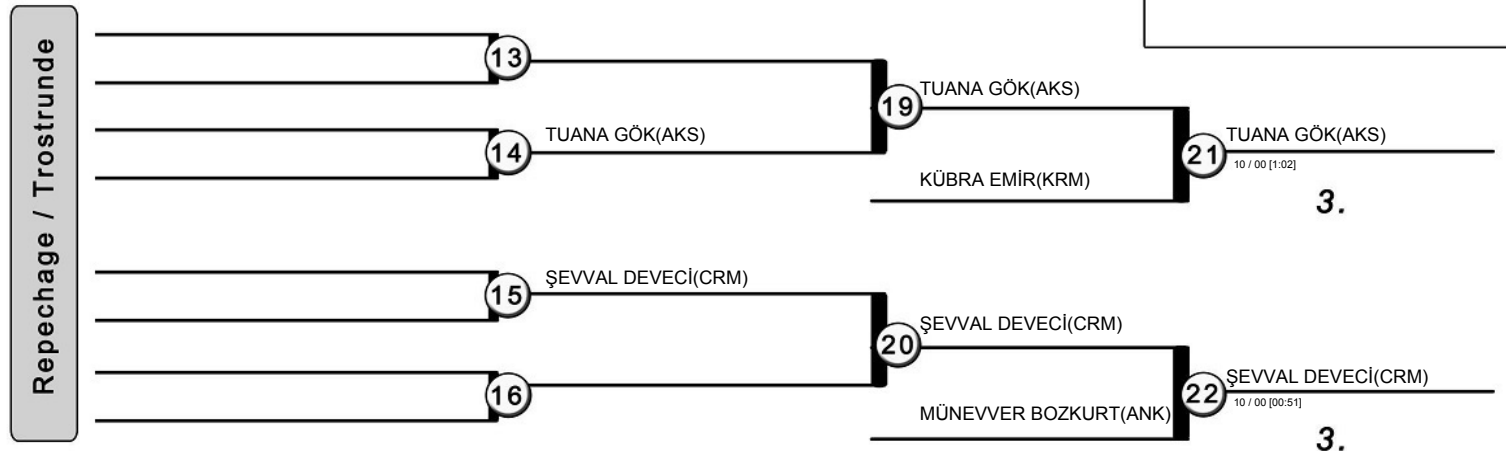 Repechage / Trostrunde
13
14
TUANA GÖK(AKS)
19
TUANA GÖK(AKS)
KÜBRA EMİR(KRM)
21
TUANA GÖK(AKS)
10 / 00 [1:02]
3.
15
ŞEVVAL DEVECİ(CRM)
16
20
ŞEVVAL DEVECİ(CRM)
MÜNEVVER BOZKURT(ANK)
22
ŞEVVAL DEVECİ(CRM)
10 / 00 [00:51]
3.